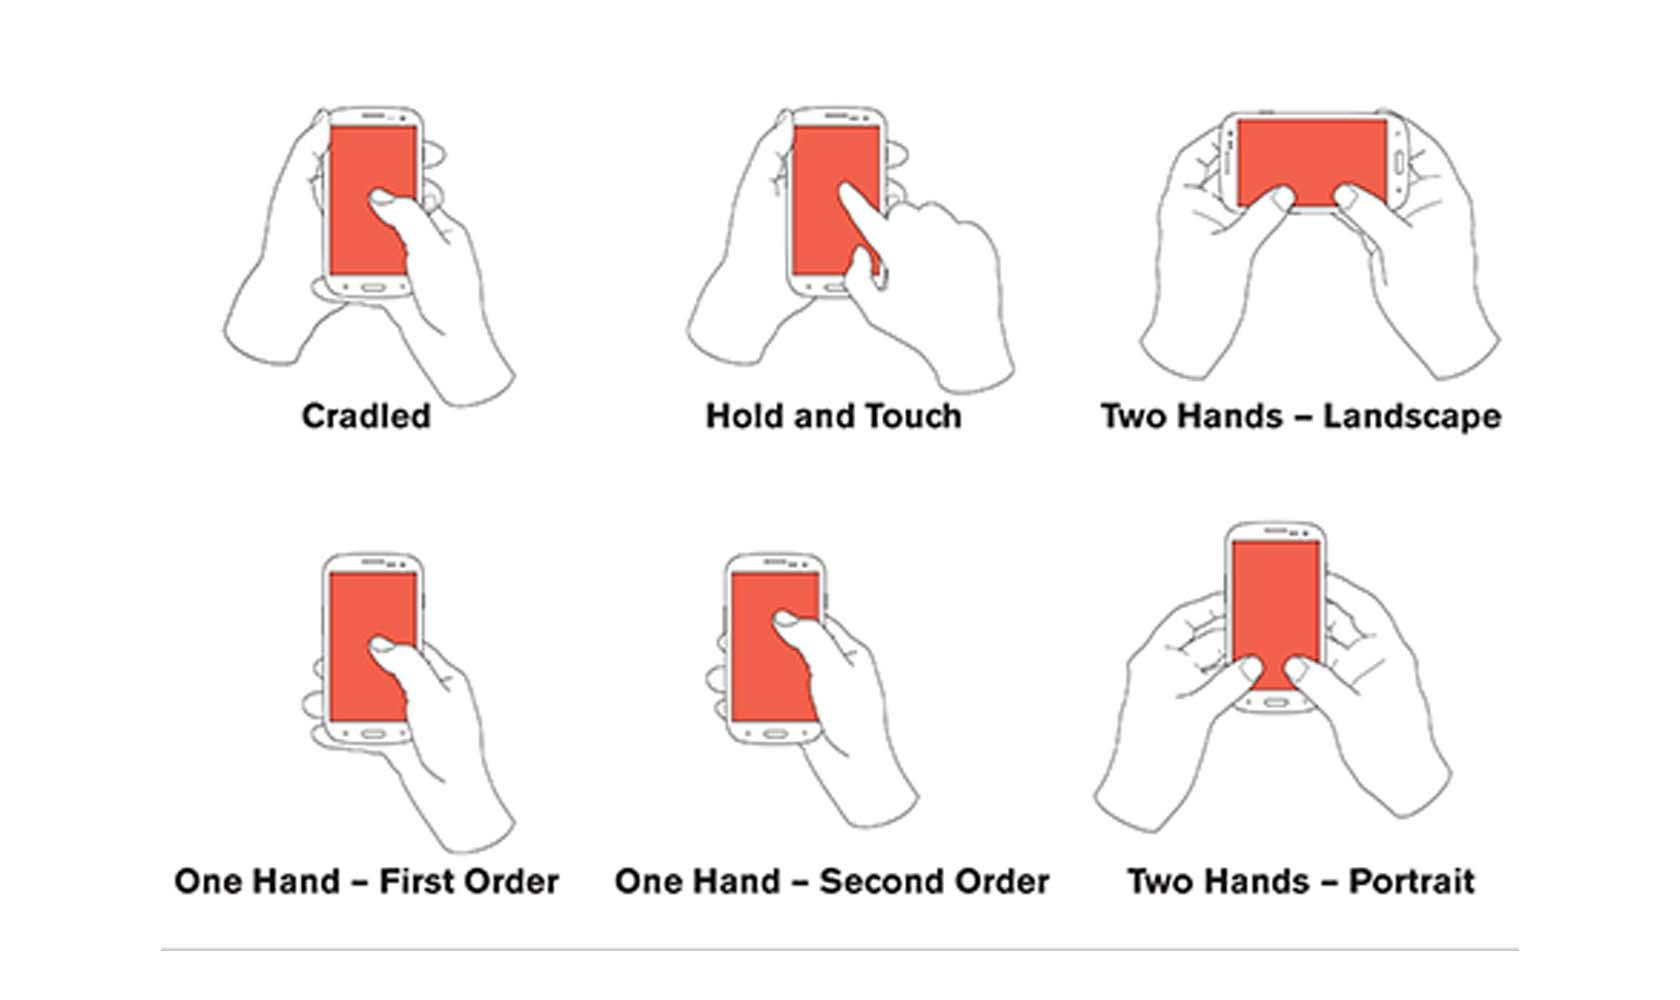 Cradled
Hold and Touch
Two Hands – Landscape
One Hand – First Order
One Hand – Second Order
Two Hands – Portrait